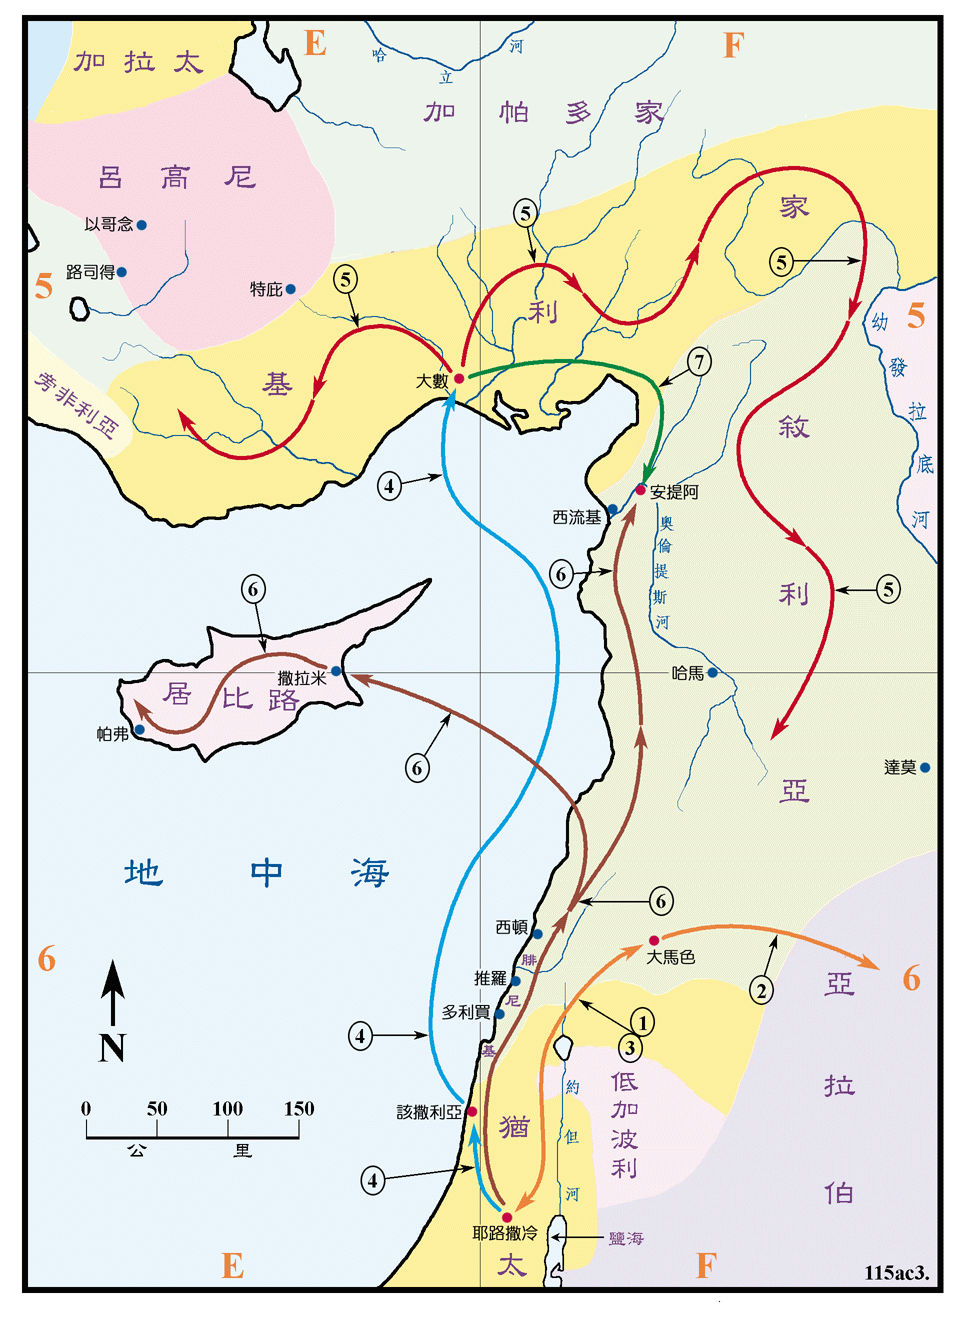 E
F
加拉太
哈立河
加帕多家
呂高尼
家
以哥念
路司得
特庇
5
5
5
5
5
利
幼發拉底河
7
大數
基
旁非利亞
敘
4
安提阿
西流基
奧倫提斯河
6
6
5
利
撒拉米
哈馬
居比路
帕弗
6
達莫
亞
地中海
6
西頓
腓尼基
大馬色
2
6
推羅
6
亞拉伯
多利買
1
3
4
N
0 50 100 150
公里
低加波利
約但河
該撒利亞
猶太
4
耶路撒冷
鹽海
E
F
115ac3.